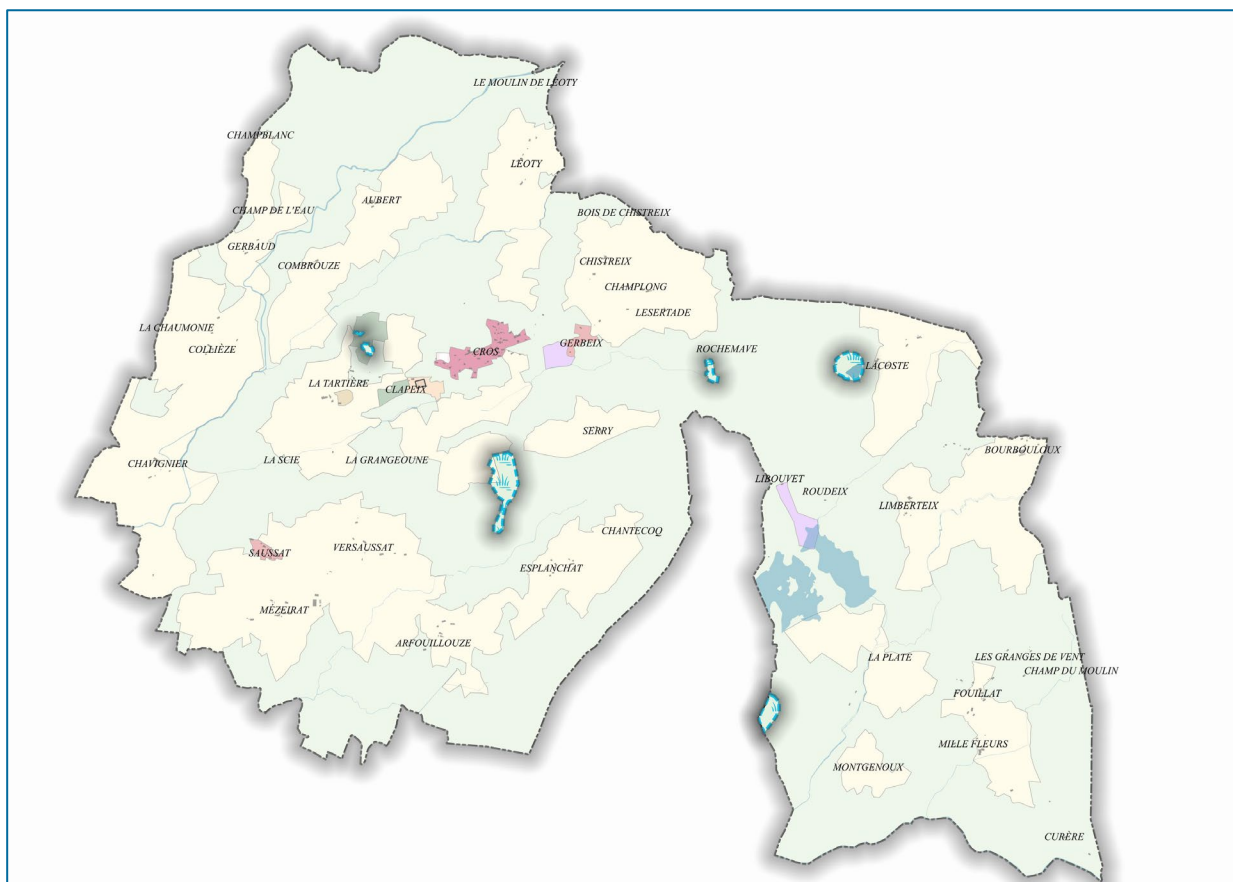 LE MOULIN DE LÉOTY
CHAMPBLANC
LÉOTY
AUBERT
CHAMP DE L'EAU
BOIS DE CHISTREIX
GERBAUD
COMBROUZE
CHISTREIX
CHAMPLONG
LESERTADE
LA CHAUMONIE
COLLIÈZE
CROS
GERBEIX
ROCHEMAVE
LACOSTE
LA TARTIÈRE
CLAPEIX
SERRY
LA SCIE
LA GRANGEOUNE
CHAVIGNIER
BOURBOULOUX
LIBOUVET
ROUDEIX
LIMBERTEIX
CHANTECOQ
SAUSSAT
VERSAUSSAT
ESPLANCHAT
MÉZEIRAT
ARFOUILLOUZE
LA PLATE
LES GRANGES DE VENT
CHAMP DU MOULIN
FOUILLAT
MILLE FLEURS
MONTGENOUX
CURÈRE